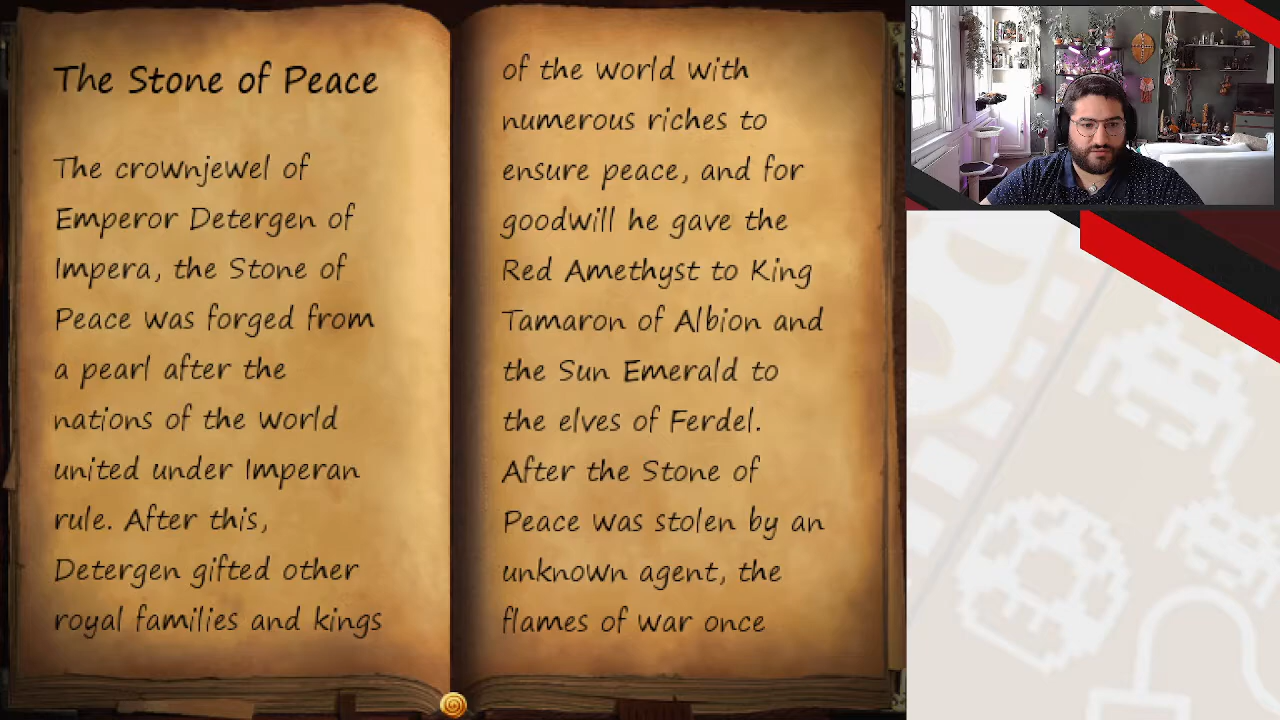 The Stone of Peace
The crownjewel of
Emperor Detergen of
Impera, the Stone of
Peace was forged from
a pearl after the
nations of the world
united under Imperan
rule. After this,
Detergen gifted other
royal families and kings
of the world with
numerous riches to
ensure peace, and for
goodwill he gave the
Red Amethyst to King
Tamaron of Albion and
the Sun Emerald to
the elves of Ferdel.
After the Stone of
Peace was stolen by an
unknown agent, the
flames of war once